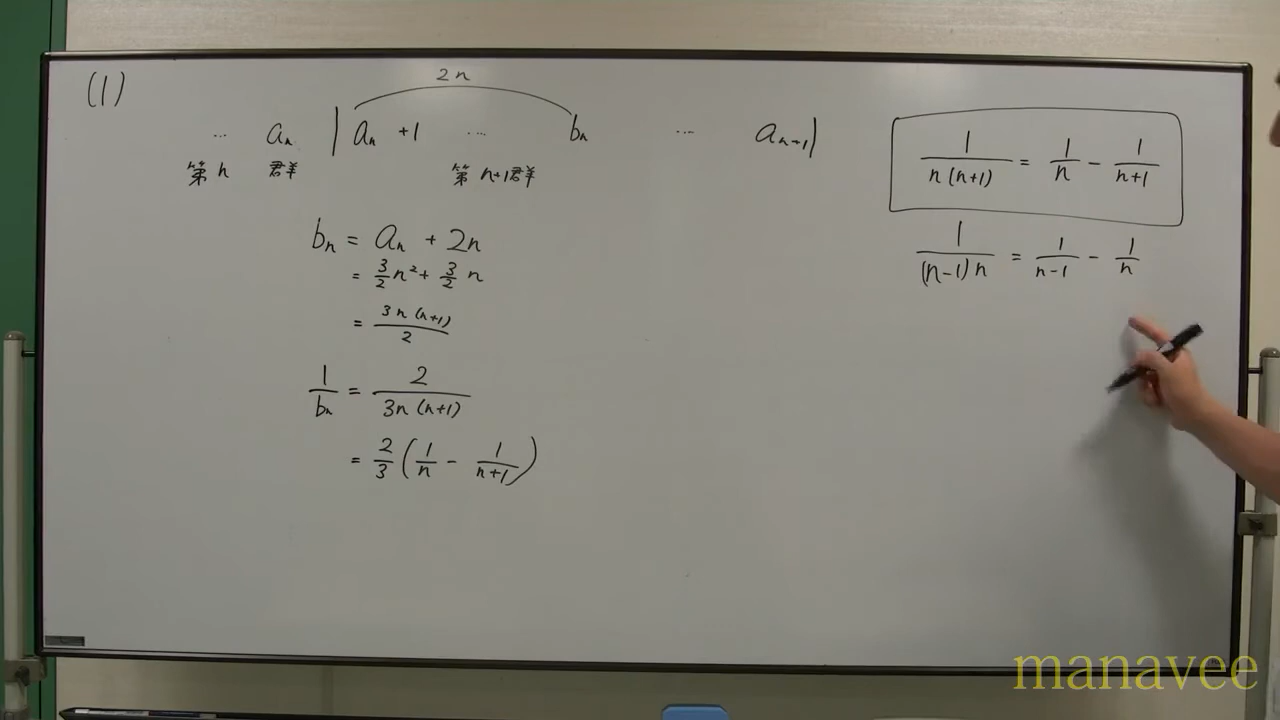 (1)
2n
… aₙ | aₙ +1 …. bₙ … aₙ₊₁|
第n 群 第 n+1群
bₙ = aₙ + 2n
= 3/2 n² + 3/2 n
= 3n(n+1)/2
1/bₙ = 2/3n(n+1)
= 2/3 (1/n - 1/n+1)
1/n(n+1) = 1/n - 1/n+1
1/(n-1)n = 1/n-1 - 1/n
manavee